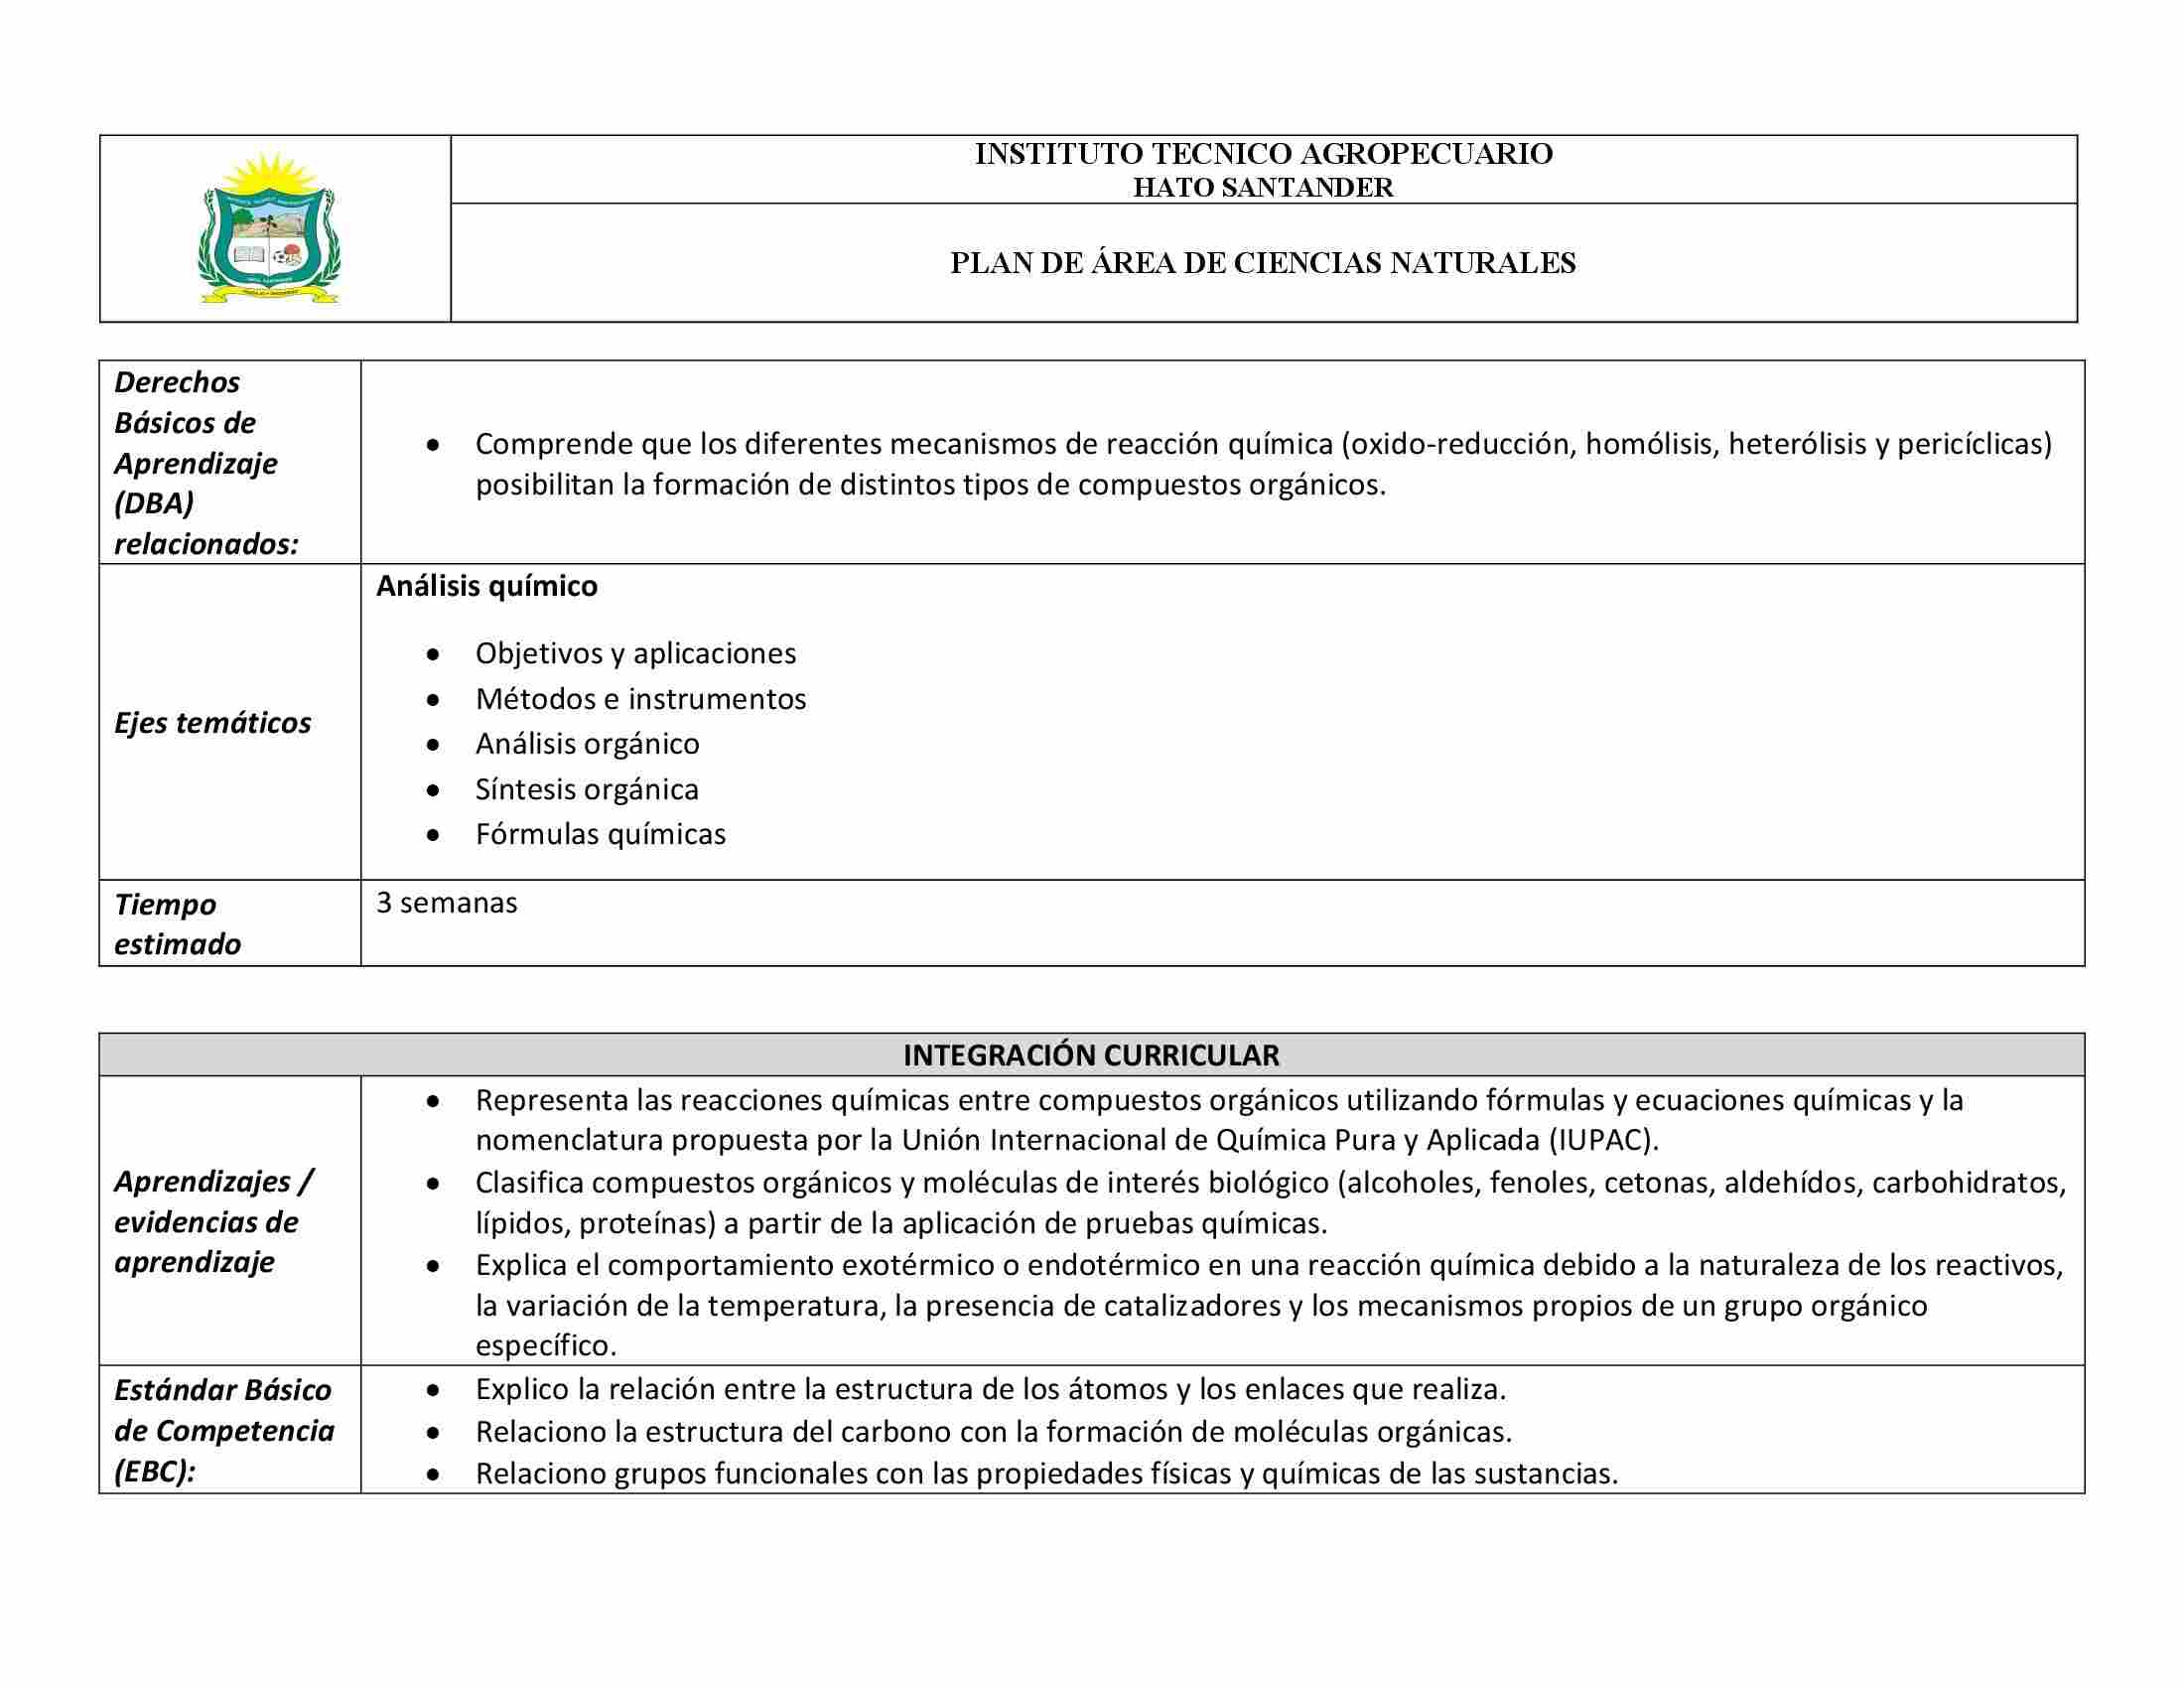 INSTITUTO TECNICO AGROPECUARIO
HATO SANTANDER
PLAN DE ÁREA DE CIENCIAS NATURALES
Derechos
Básicos de
Aprendizaje
(DBA)
relacionados:
• Comprende que los diferentes mecanismos de reacción química (oxido-reducción, homólisis, heterólisis y pericíclicas)
posibilitan la formación de distintos tipos de compuestos orgánicos.
Ejes temáticos
Análisis químico
• Objetivos y aplicaciones
• Métodos e instrumentos
• Análisis orgánico
• Síntesis orgánica
• Fórmulas químicas
Tiempo
estimado
3 semanas
INTEGRACIÓN CURRICULAR
Aprendizajes /
evidencias de
aprendizaje
• Representa las reacciones químicas entre compuestos orgánicos utilizando fórmulas y ecuaciones químicas y la
nomenclatura propuesta por la Unión Internacional de Química Pura y Aplicada (IUPAC).
• Clasifica compuestos orgánicos y moléculas de interés biológico (alcoholes, fenoles, cetonas, aldehídos, carbohidratos,
lípidos, proteínas) a partir de la aplicación de pruebas químicas.
• Explica el comportamiento exotérmico o endotérmico en una reacción química debido a la naturaleza de los reactivos,
la variación de la temperatura, la presencia de catalizadores y los mecanismos propios de un grupo orgánico
específico.
Estándar Básico
de Competencia
(EBC):
• Explico la relación entre la estructura de los átomos y los enlaces que realiza.
• Relaciono la estructura del carbono con la formación de moléculas orgánicas.
• Relaciono grupos funcionales con las propiedades físicas y químicas de las sustancias.